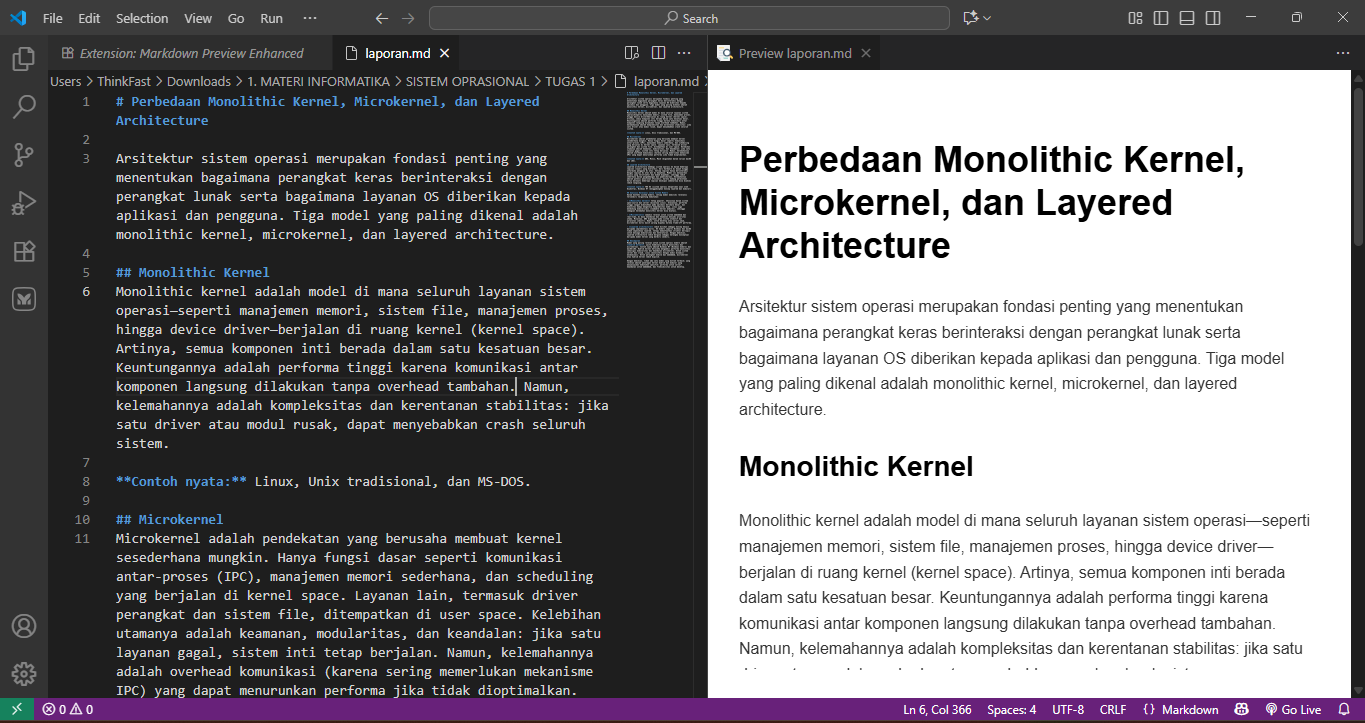 File Edit Selection View Go Run ··· Search
Extension: Markdown Preview Enhanced
laporan.md
Preview laporan.md
Users > ThinkFast > Downloads > 1. MATERI INFORMATIKA > SISTEM OPRASIONAL > TUGAS 1 > laporan.md
1 # Perbedaan Monolithic Kernel, Microkernel, dan Layered
Architecture
2
3 Arsitektur sistem operasi merupakan fondasi penting yang
menentukan bagaimana perangkat keras berinteraksi dengan
perangkat lunak serta bagaimana layanan OS diberikan kepada
aplikasi dan pengguna. Tiga model yang paling dikenal adalah
monolithic kernel, microkernel, dan layered architecture.
4
5 ## Monolithic Kernel
6 Monolithic kernel adalah model di mana seluruh layanan sistem
operasi—seperti manajemen memori, sistem file, manajemen proses,
hingga device driver—berjalan di ruang kernel (kernel space).
Artinya, semua komponen inti berada dalam satu kesatuan besar.
Keuntungannya adalah performa tinggi karena komunikasi antar
komponen langsung dilakukan tanpa overhead tambahan. Namun,
kelemahannya adalah kompleksitas dan kerentanan stabilitas: jika
satu driver atau modul rusak, dapat menyebabkan crash seluruh
sistem.
7
8 **Contoh nyata:** Linux, Unix tradisional, dan MS-DOS.
9
10 ## Microkernel
11 Microkernel adalah pendekatan yang berusaha membuat kernel
sesederhana mungkin. Hanya fungsi dasar seperti komunikasi
antar-proses (IPC), manajemen memori sederhana, dan scheduling
yang berjalan di kernel space. Layanan lain, termasuk driver
perangkat dan sistem file, ditempatkan di user space. Kelebihan
utamanya adalah keamanan, modularitas, dan keandalan: jika satu
layanan gagal, sistem inti tetap berjalan. Namun, kelemahannya
adalah overhead komunikasi (karena sering memerlukan mekanisme
IPC) yang dapat menurunkan performa jika tidak dioptimalkan.
Perbedaan Monolithic Kernel,
Microkernel, dan Layered
Architecture
Arsitektur sistem operasi merupakan fondasi penting yang menentukan
bagaimana perangkat keras berinteraksi dengan perangkat lunak serta
bagaimana layanan OS diberikan kepada aplikasi dan pengguna. Tiga model
yang paling dikenal adalah monolithic kernel, microkernel, dan layered
architecture.
Monolithic Kernel
Monolithic kernel adalah model di mana seluruh layanan sistem operasi—seperti
manajemen memori, sistem file, manajemen proses, hingga device driver—
berjalan di ruang kernel (kernel space). Artinya, semua komponen inti berada
dalam satu kesatuan besar. Keuntungannya adalah performa tinggi karena
komunikasi antar komponen langsung dilakukan tanpa overhead tambahan.
Namun, kelemahannya adalah kompleksitas dan kerentanan stabilitas: jika satu
0 0 Ln 6, Col 366 Spaces: 4 UTF-8 CRLF {} Markdown Go Live